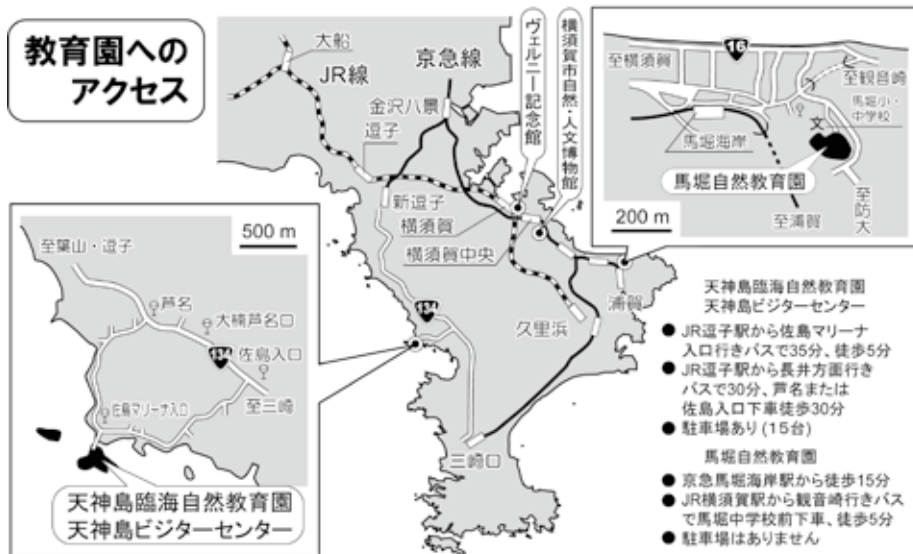 教育園への
アクセス
大船
JR線
京急線
金沢八景
逗子
新逗子
横須賀
横須賀中央
ヴェルニー記念館
横須賀市自然・人文博物館
134
浦賀
久里浜
三崎口
16
至横須賀
至観音崎
馬堀小・
中学校
文
馬堀海岸
馬堀自然教育園
200 m
至浦賀
至防大
500 m
至葉山・逗子
芦名
大楠芦名口
134
佐島入口
至三崎
佐島マリーナ入口
天神島臨海自然教育園
天神島ビジターセンター
天神島臨海自然教育園
天神島ビジターセンター
● JR逗子駅から佐島マリーナ
入口行きバスで35分、徒歩5分
● JR逗子駅から長井方面行き
バスで30分、芦名または
佐島入口下車徒歩30分
● 駐車場あり(15台)
馬堀自然教育園
● 京急馬堀海岸駅から徒歩15分
● JR横須賀駅から観音崎行きバス
で馬堀中学校前下車、徒歩5分
● 駐車場はありません